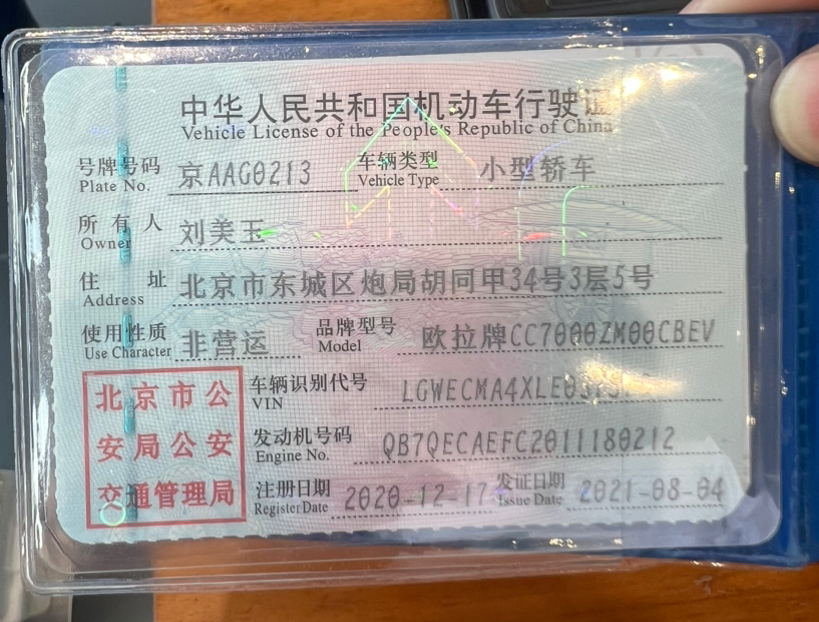 中华人民共和国机动车行驶证
Vehicle License of the People's Republic of China
号牌号码 京AAG0213 车辆类型 小型轿车
Plate No. Vehicle Type
所有人 刘美玉
Owner
住址 北京市东城区炮局胡同甲34号3层5号
Address
使用性质 非营运 品牌型号 欧拉牌CC7000ZM00CBEV
Use Character Model
北京市公
安局公安
交通管理局
车辆识别代号
VIN
发动机号码 QB7QECAEFC2011180212
Engine No.
注册日期 2020-12-17 发证日期 2021-08-04
Register Date Issue Date